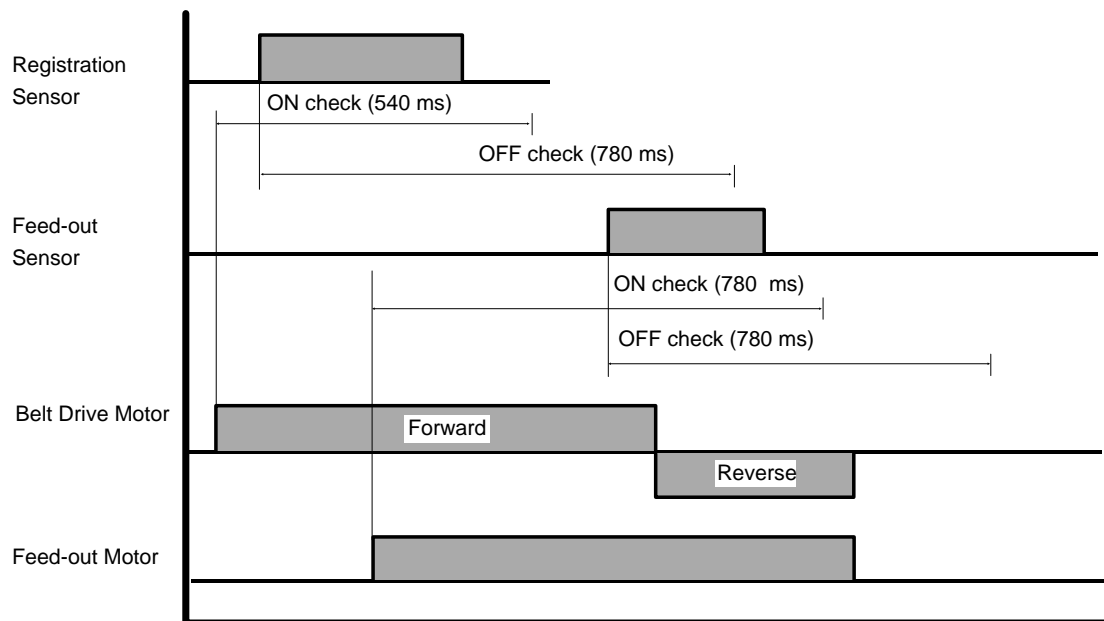 Registration
Sensor
ON check (540 ms)
OFF check (780 ms)
Feed-out
Sensor
ON check (780  ms)
OFF check (780 ms)
Belt Drive Motor
Forward
Reverse
Feed-out Motor